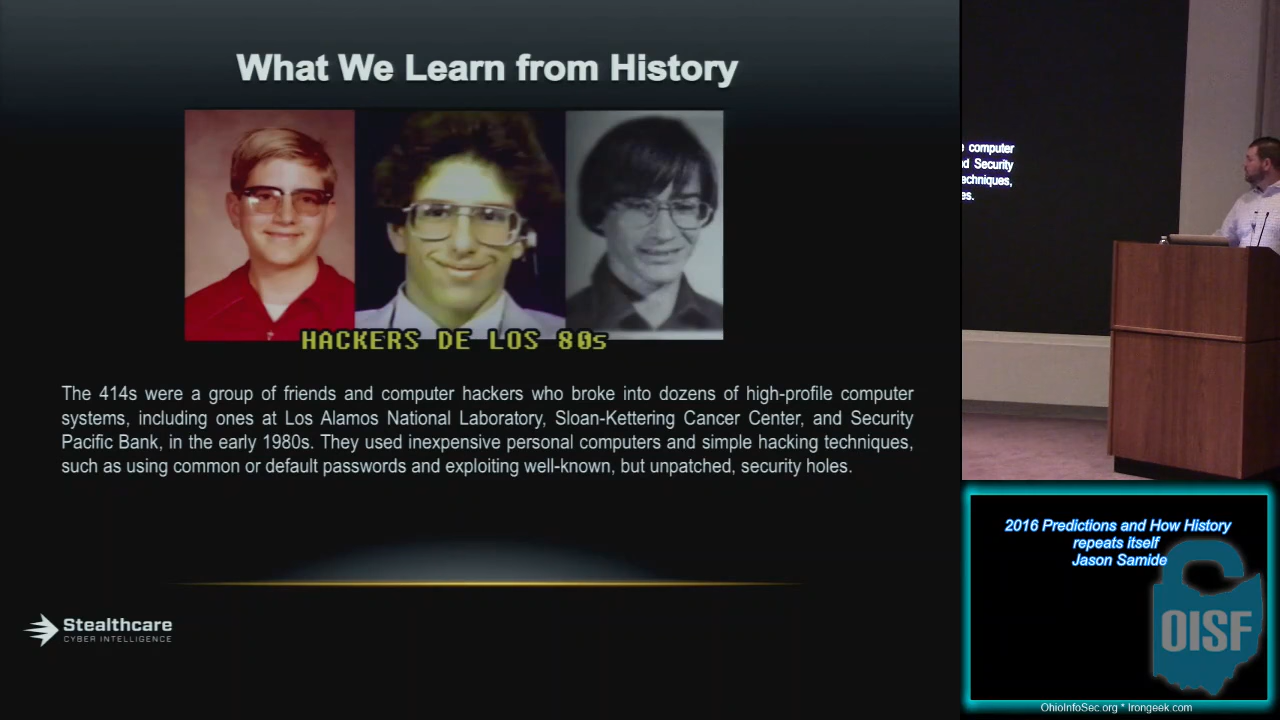 What We Learn from History
HACKERS DE LOS 80s
The 414s were a group of friends and computer hackers who broke into dozens of high-profile computer
systems, including ones at Los Alamos National Laboratory, Sloan-Kettering Cancer Center, and Security
Pacific Bank, in the early 1980s. They used inexpensive personal computers and simple hacking techniques,
such as using common or default passwords and exploiting well-known, but unpatched, security holes.
Stealthcare
CYBER INTELLIGENCE
computer
Security
echniques,
es.
2016 Predictions and How History
repeats itself
Jason Samide
OISF
OhioInfoSec.org * Irongeek.com